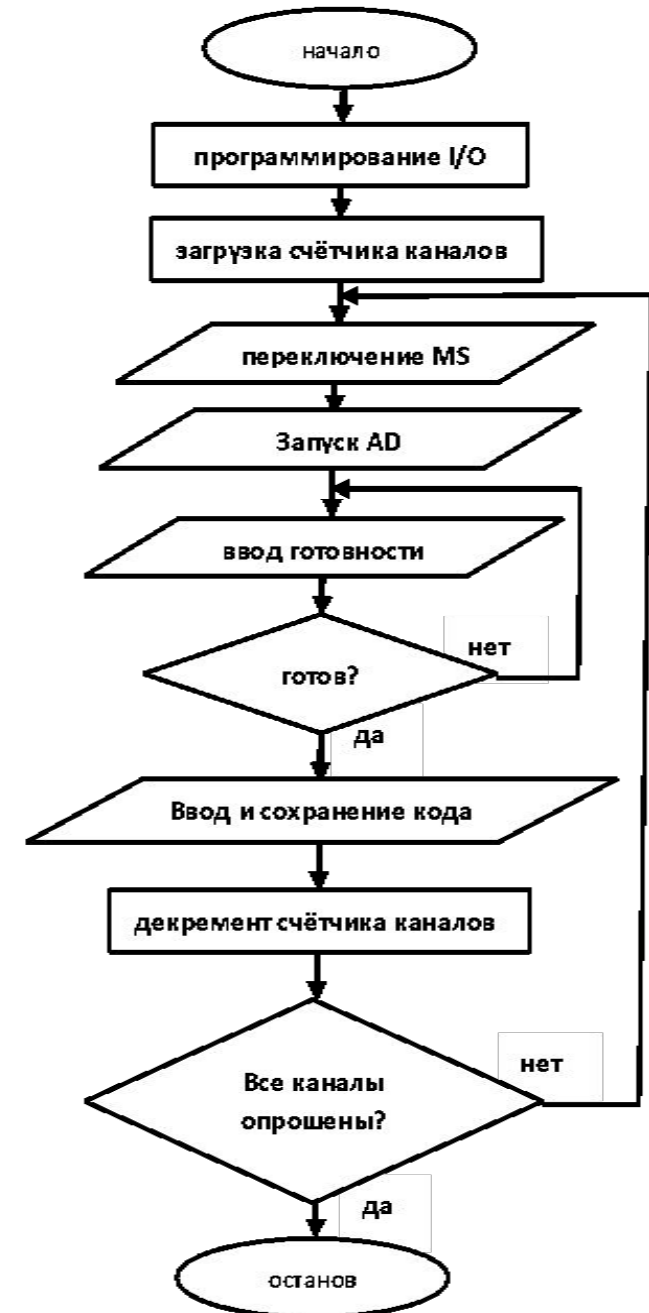 начало
программирование I/O
загрузка счётчика каналов
переключение MS
Запуск AD
ввод готовности
готов?
нет
да
Ввод и сохранение кода
декремент счётчика каналов
Все каналы
опрошены?
нет
да
останов